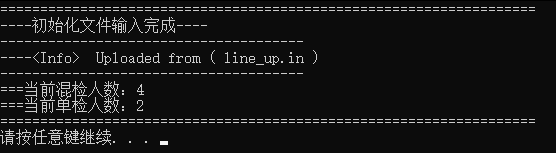 ===================================================================
----初始化文件输入完成----
-----------------------------------------
----<Info>  Uploaded from ( line_up.in )
-----------------------------------------
===当前混检人数: 4
===当前单检人数: 2
===================================================================
请按任意键继续. . .